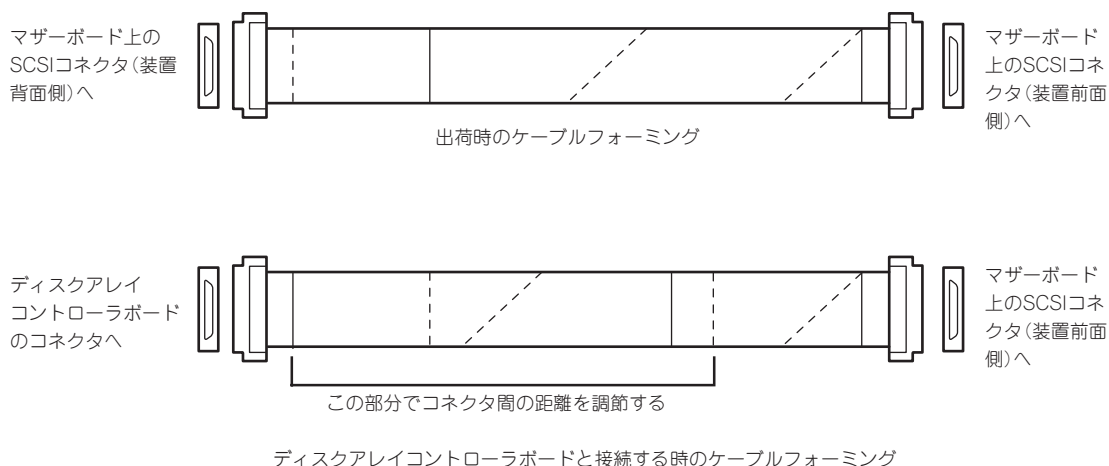 マザーボード上の
SCSIコネクタ（装置
背面側）へ
マザーボード
上のSCSIコネ
クタ（装置前面
側）へ
出荷時のケーブルフォーミング
ディスクアレイ
コントローラボード
のコネクタへ
マザーボード
上のSCSIコネ
クタ（装置前面
側）へ
この部分でコネクタ間の距離を調節する
ディスクアレイコントローラボードと接続する時のケーブルフォーミング